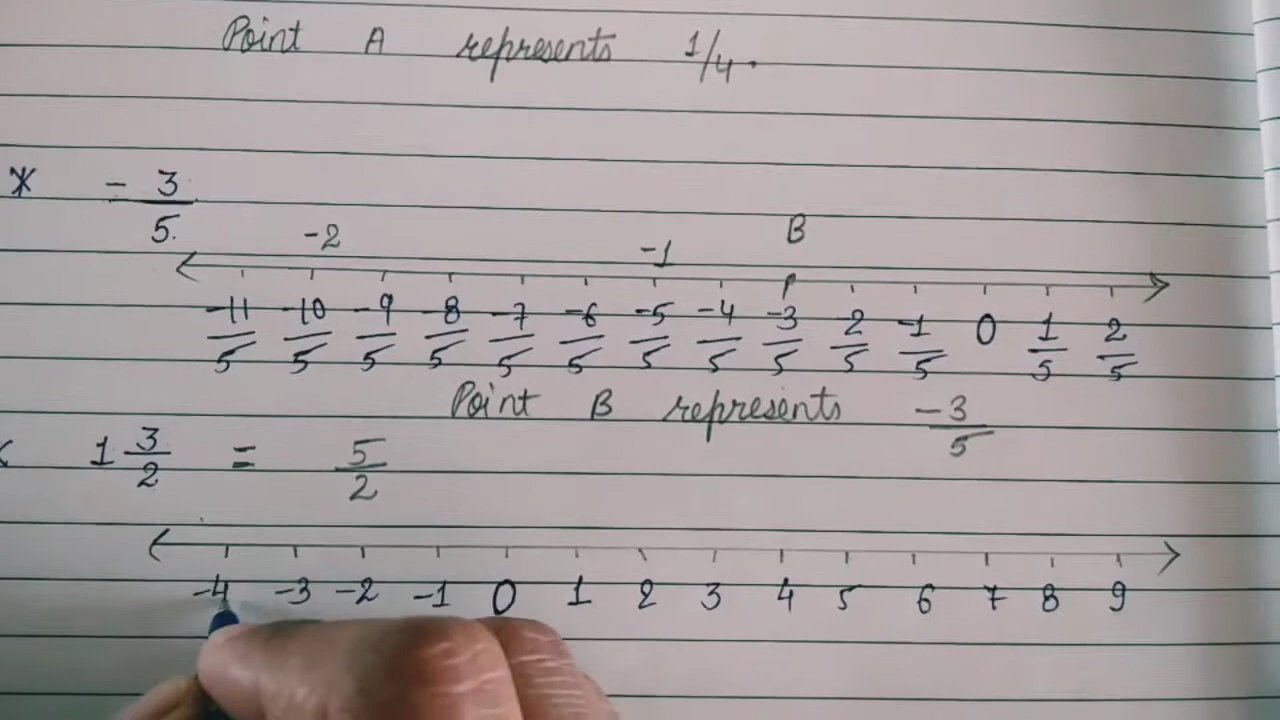 Point A represents 1/4.
* -3/5.
-2 -1 B
-11/5 -10/5 -9/5 -8/5 -7/5 -6/5 -5/5 -4/5 -3/5 -2/5 -1/5 0 1/5 2/5
Point B represents -3/5
1 3/2 = 5/2
-4 -3 -2 -1 0 1 2 3 4 5 6 7 8 9